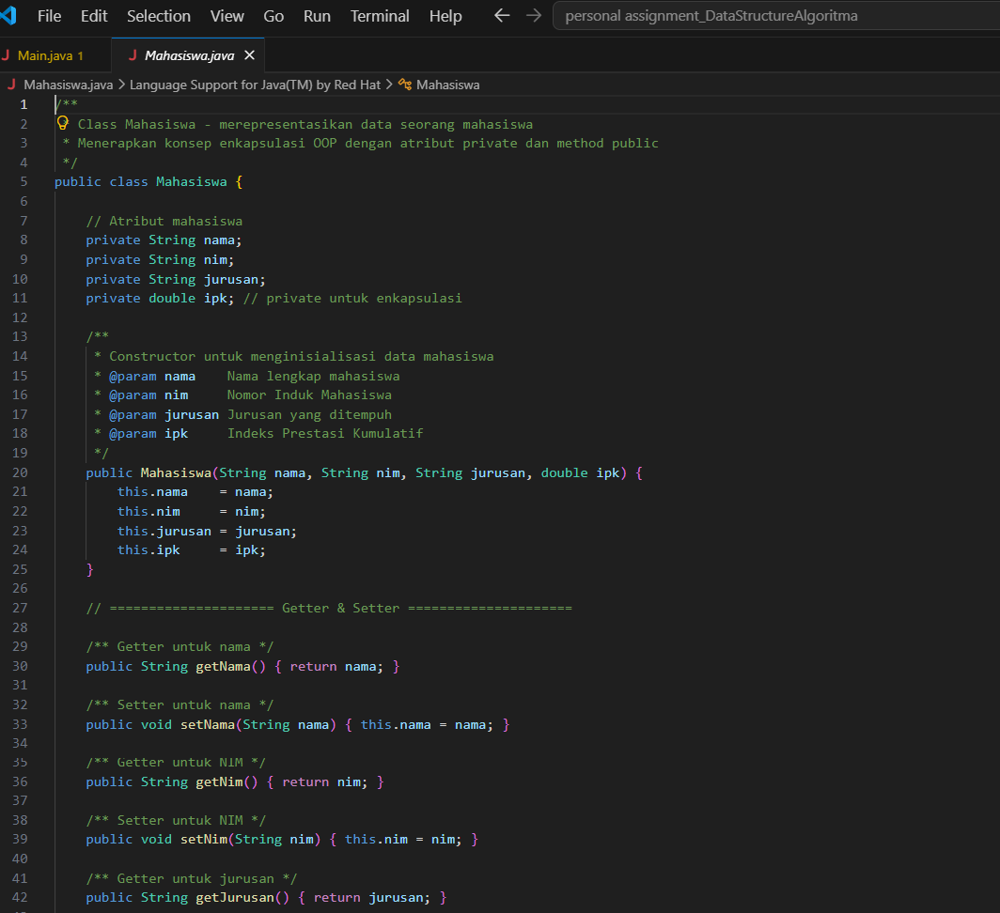 File Edit Selection View Go Run Terminal Help personal assignment_DataStructureAlgoritma
Main.java 1 Mahasiswa.java
Mahasiswa.java > Language Support for Java(TM) by Red Hat > Mahasiswa
1 /**
2 * Class Mahasiswa - merepresentasikan data seorang mahasiswa
3 * Menerapkan konsep enkapsulasi OOP dengan atribut private dan method public
4 */
5 public class Mahasiswa {
6
7 // Atribut mahasiswa
8 private String nama;
9 private String nim;
10 private String jurusan;
11 private double ipk; // private untuk enkapsulasi
12
13 /**
14 * Constructor untuk menginisialisasi data mahasiswa
15 * @param nama    Nama lengkap mahasiswa
16 * @param nim     Nomor Induk Mahasiswa
17 * @param jurusan Jurusan yang ditempuh
18 * @param ipk     Indeks Prestasi Kumulatif
19 */
20 public Mahasiswa(String nama, String nim, String jurusan, double ipk) {
21 this.nama    = nama;
22 this.nim     = nim;
23 this.jurusan = jurusan;
24 this.ipk     = ipk;
25 }
26
27 // ===================== Getter & Setter =====================
28
29 /** Getter untuk nama */
30 public String getNama() { return nama; }
31
32 /** Setter untuk nama */
33 public void setNama(String nama) { this.nama = nama; }
34
35 /** Getter untuk NIM */
36 public String getNim() { return nim; }
37
38 /** Setter untuk NIM */
39 public void setNim(String nim) { this.nim = nim; }
40
41 /** Getter untuk jurusan */
42 public String getJurusan() { return jurusan; }